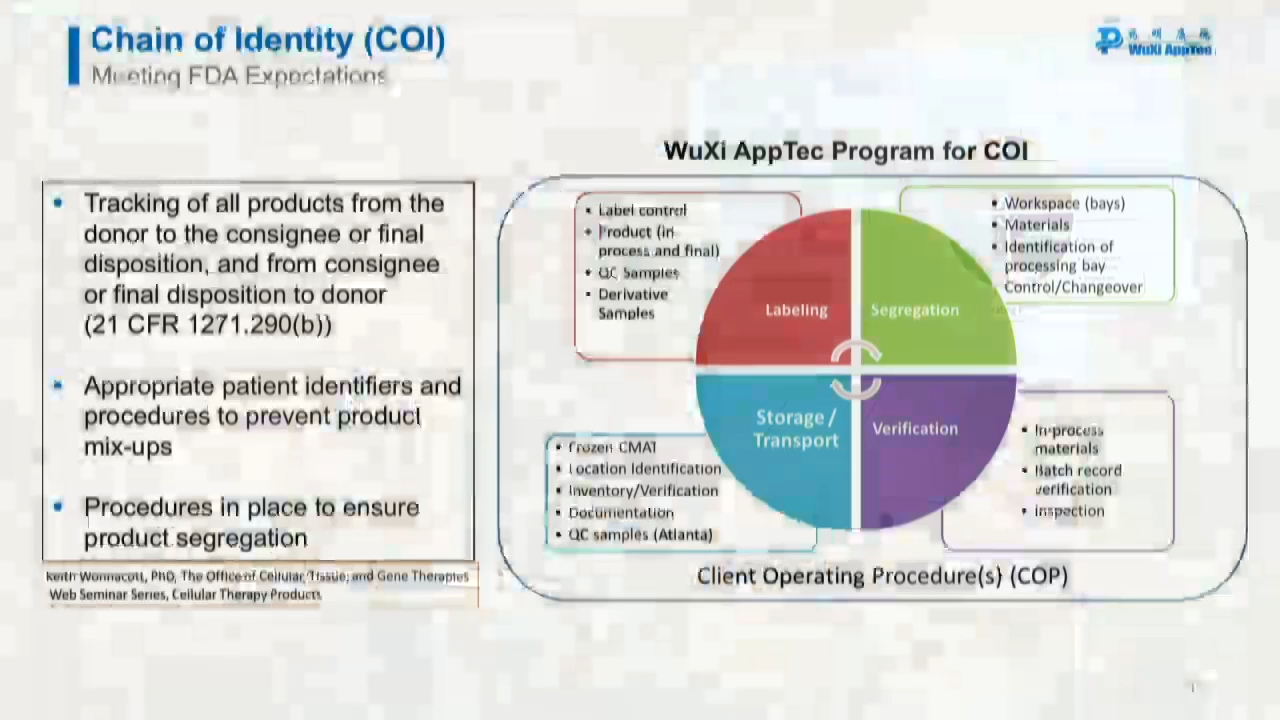 Chain of Identity (COI)
Meeting FDA Expectations
WuXi AppTec
WuXi AppTec Program for COI
• Tracking of all products from the
donor to the consignee or final
disposition, and from consignee
or final disposition to donor
(21 CFR 1271.290(b))
• Appropriate patient identifiers and
procedures to prevent product
mix-ups
• Procedures in place to ensure
product segregation
Keith Wonnacott, PhD, The Office of Cellular, Tissue, and Gene Therapies
Web Seminar Series, Cellular Therapy Products
• Label control
• Product (in-
process and final)
• QC Samples
• Derivative
Samples
• Workspace (bays)
• Materials
• Identification of
processing bay
Control/Changeover
Labeling
Segregation
Storage /
Transport
Verification
• Frozen CMAT
• Location Identification
• Inventory/Verification
• Documentation
• QC samples (Atlanta)
• In-process
materials
• Batch record
verification
• Inspection
Client Operating Procedure(s) (COP)